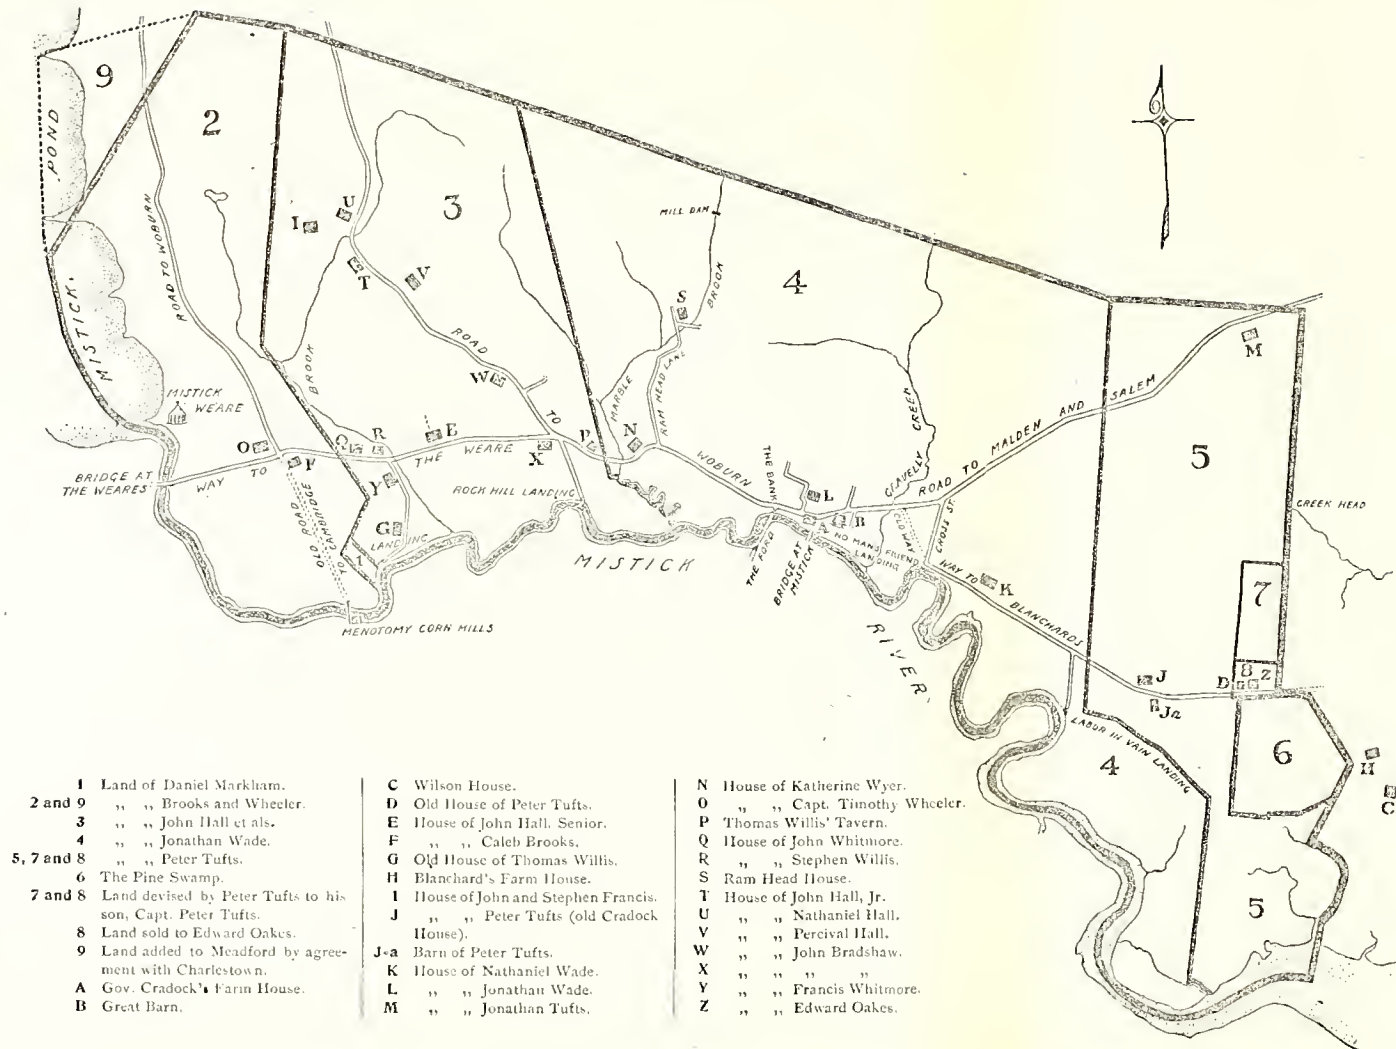 9
2
POND
ROAD TO WOBURN
I
U
3
T
V
MILL DAM
BROOK
S
4
MISTICK.
MISTICK
WEARE
BROOK
ROAD
W
TO
MARBLE
RAM HEAD LANE
GRAVELLY CREEK
ROAD TO MALDEN AND SALEM
M
5
O
F
Q
R
E
THE WEARE
X
P
N
WOBURN
THE BANK
L
BRIDGE AT
THE WEARES
WAY TO
OLD ROAD
TO CAMBRIDGE
Y
G
LANDING
1
ROCK HILL LANDING
MISTICK
THE FORD
BRIDGE AT
MISTICK
A
B
NO MANS FRIEND
LANDING
OLD WAY
CROSS ST.
WAY TO BLANCHARDS
K
CREEK HEAD
7
MENOTOMY CORN MILLS
RIVER.
J
Ja
D
8
Z
LABOR IN VAIN LANDING
4
6
H
C
5
1 Land of Daniel Markham.
2 and 9 „ „ Brooks and Wheeler.
3 „ „ John Hall et als.
4 „ „ Jonathan Wade.
5, 7 and 8 „ „ Peter Tufts.
6 The Pine Swamp.
7 and 8 Land devised by Peter Tufts to his
son, Capt. Peter Tufts.
8 Land sold to Edward Oakes.
9 Land added to Meadford by agree-
ment with Charlestown.
A Gov. Cradock's Farm House.
B Great Barn.
C Wilson House.
D Old House of Peter Tufts.
E House of John Hall, Senior.
F „ „ Caleb Brooks.
G Old House of Thomas Willis.
H Blanchard's Farm House.
I House of John and Stephen Francis.
J „ „ Peter Tufts (old Cradock
House).
J-a Barn of Peter Tufts.
K House of Nathaniel Wade.
L „ „ Jonathan Wade.
M „ „ Jonathan Tufts.
N House of Katherine Wyer.
O „ „ Capt. Timothy Wheeler.
P Thomas Willis' Tavern.
Q House of John Whitmore.
R „ „ Stephen Willis.
S Ram Head House.
T House of John Hall, Jr.
U „ „ Nathaniel Hall.
V „ „ Percival Hall.
W „ „ John Bradshaw.
X „ „ „ „
Y „ „ Francis Whitmore.
Z „ „ Edward Oakes.